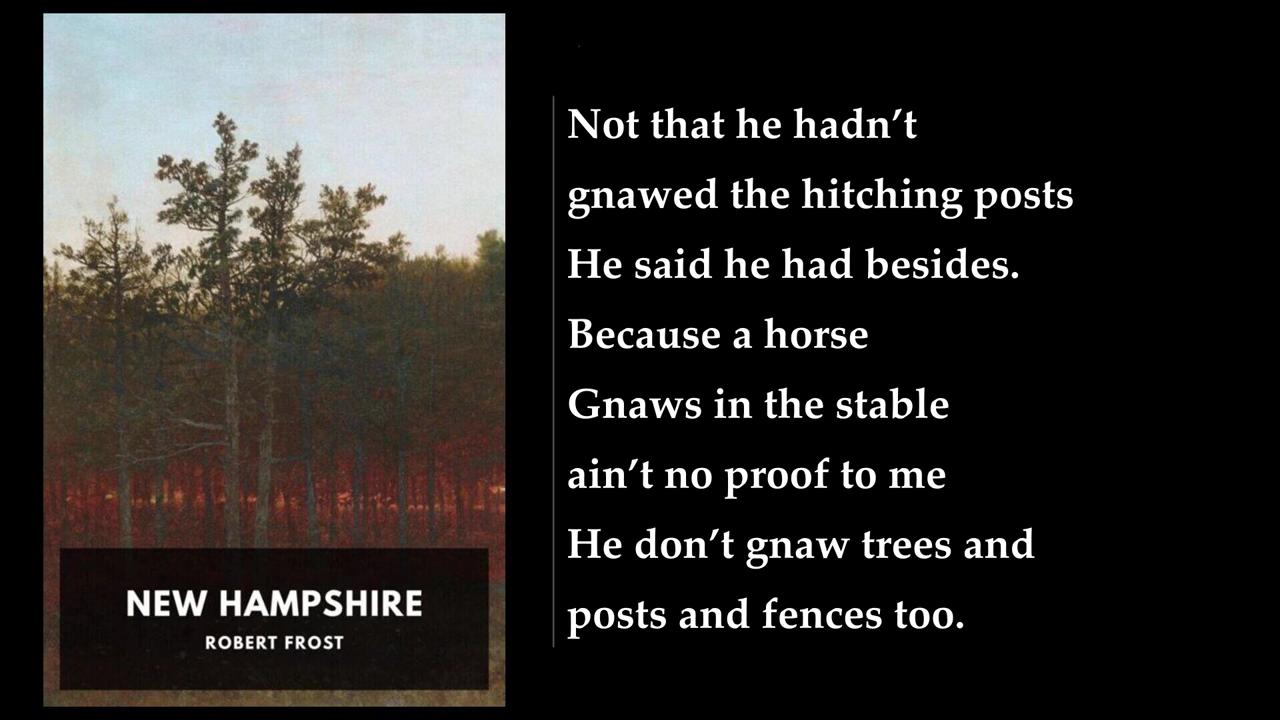 NEW HAMPSHIRE
ROBERT FROST
Not that he hadn’t
gnawed the hitching posts
He said he had besides.
Because a horse
Gnaws in the stable
ain’t no proof to me
He don’t gnaw trees and
posts and fences too.